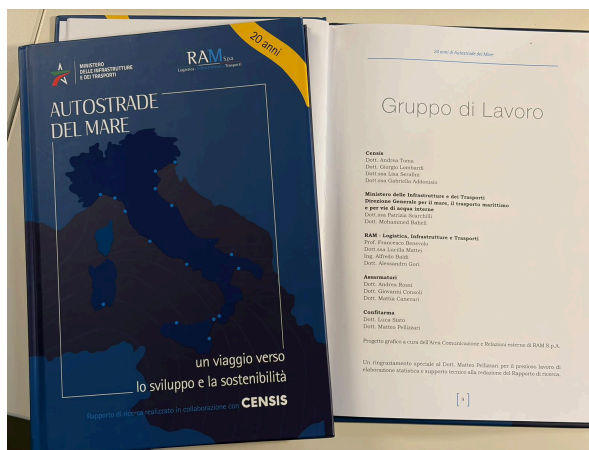 20 anni
MINISTERO
DELLE INFRASTRUTTURE
E DEI TRASPORTI
RAM S.p.a.
Logistica Infrastrutture Trasporti
AUTOSTRADE
DEL MARE
un viaggio verso
lo sviluppo e la sostenibilità
Rapporto di ricerca realizzato in collaborazione con CENSIS
20 anni di Autostrade del Mare
Gruppo di Lavoro
Censis
Dott. Andrea Toma
Dott. Giorgio Lombardi
Dott.ssa Lisa Serafini
Dott.ssa Gabriella Addonisio
Ministero delle Infrastrutture e dei Trasporti
Direzione Generale per il mare, il trasporto marittimo
e per vie di acqua interne
Dott.ssa Patrizia Scarchilli
Dott. Mohammed Baheli
RAM - Logistica, Infrastrutture e Trasporti
Prof. Francesco Benevolo
Dott.ssa Lucilla Mattei
Ing. Alfredo Baldi
Dott. Alessandro Gori
Assarmatori
Dott. Andrea Rossi
Dott. Giovanni Consoli
Dott. Mattia Canevari
Confitarma
Dott. Luca Sisto
Dott. Matteo Pellizzari
Progetto grafico a cura dell'Area Comunicazione e Relazioni esterne di RAM S.p.A.
Un ringraziamento speciale al Dott. Matteo Pellizzari per il prezioso lavoro di
elaborazione statistica e supporto tecnico alla redazione del Rapporto di ricerca.